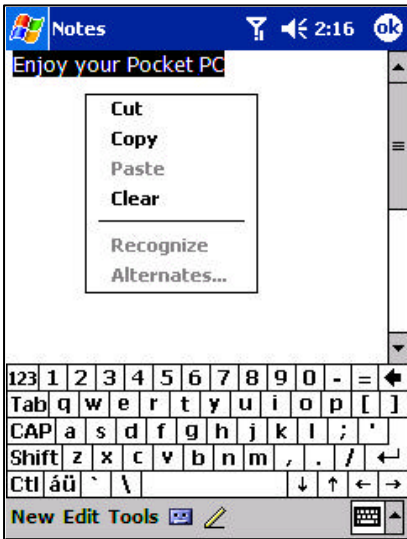 Notes 2:16 ok
Enjoy your Pocket PC
Cut
Copy
Paste
Clear
Recognize
Alternates...
123 1 2 3 4 5 6 7 8 9 0 - = 🠸
Tab q w e r t y u i o p [ ]
CAP a s d f g h j k l ; '
Shift z x c v b n m , . / ↵
Ctl áü ` \ ↓ ↑ ← →
New Edit Tools